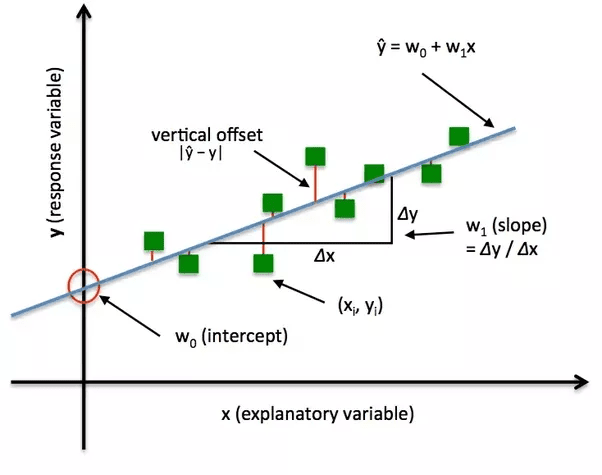 ŷ = w₀ + w₁x
vertical offset
|ŷ – y|
y (response variable)
Δy
w₁ (slope)
= Δy / Δx
Δx
(xᵢ, yᵢ)
w₀ (intercept)
x (explanatory variable)